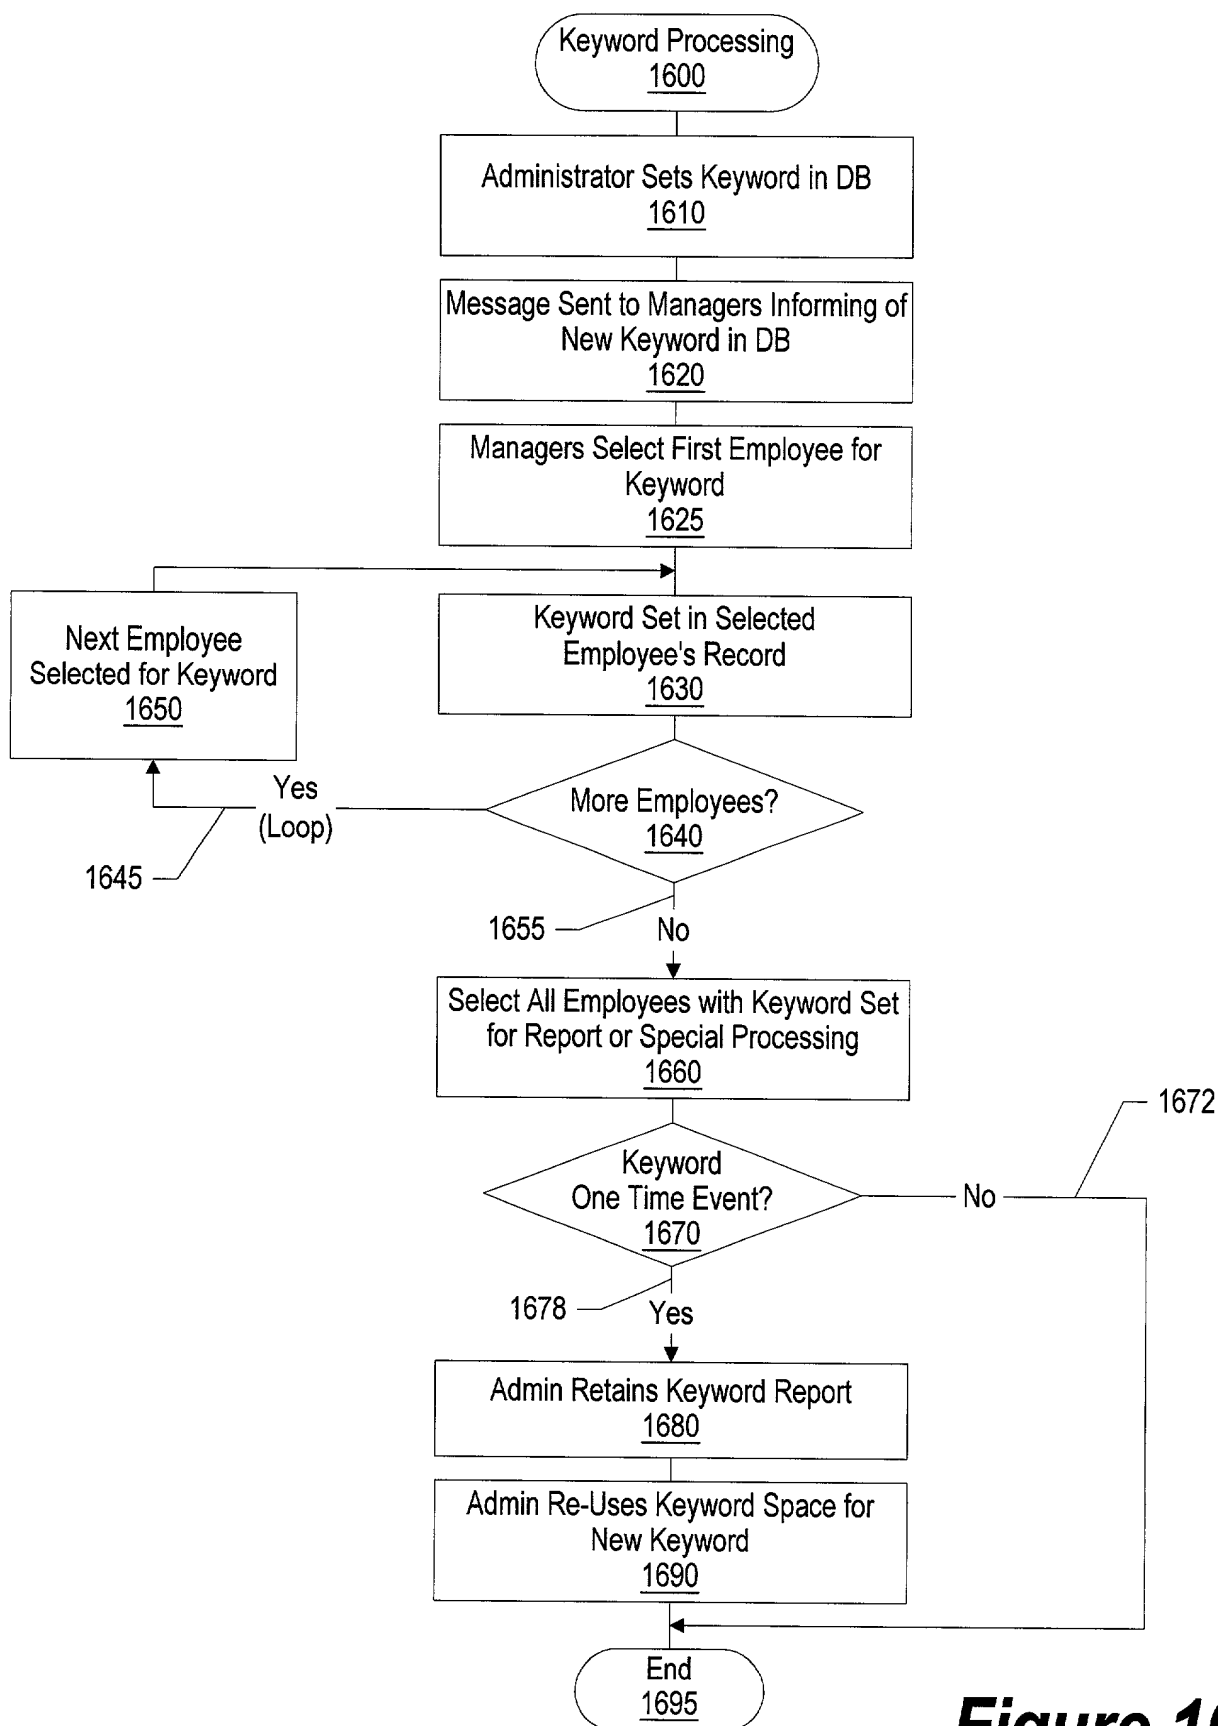 Keyword Processing
1600
Administrator Sets Keyword in DB
1610
Message Sent to Managers Informing of
New Keyword in DB
1620
Managers Select First Employee for
Keyword
1625
Next Employee
Selected for Keyword
1650
Keyword Set in Selected
Employee's Record
1630
Yes
(Loop)
1645
More Employees?
1640
1655
No
Select All Employees with Keyword Set
for Report or Special Processing
1660
1672
Keyword
One Time Event?
1670
No
1678
Yes
Admin Retains Keyword Report
1680
Admin Re-Uses Keyword Space for
New Keyword
1690
End
1695
Figure